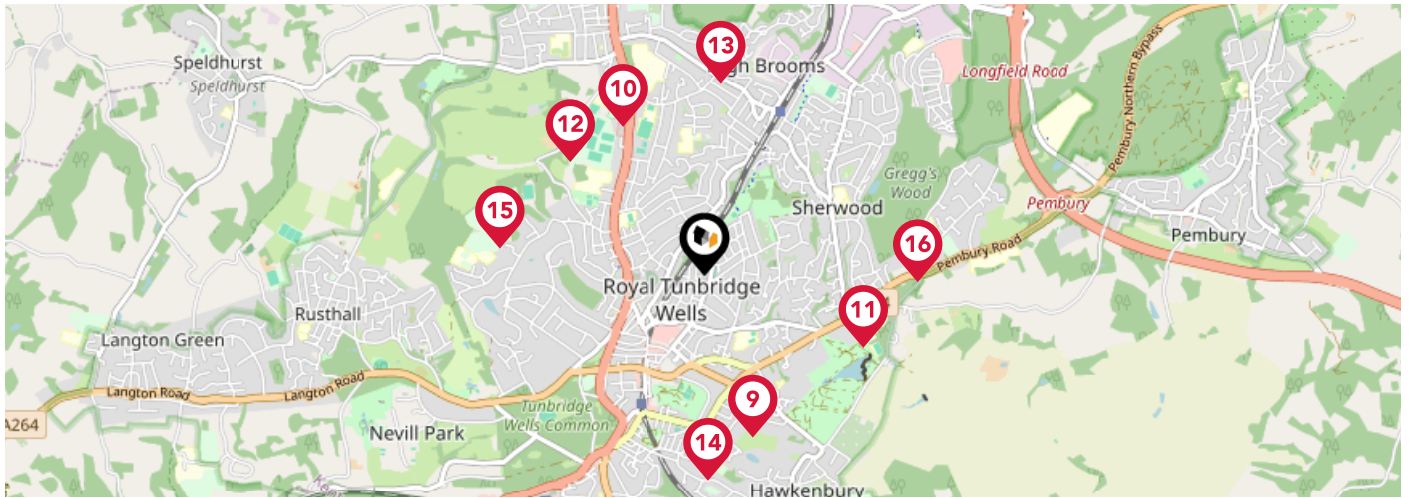 13
Speldhurst
Speldhurst
High Brooms
Longfield Road
Pembury Northern Bypass
10
12
Gregg's
Wood
15
Sherwood
Pembury
Pembury
16
Pembury Road
Royal Tunbridge
Wells
11
Rusthall
Langton Green
Langton Road
Langton Road
9
A264
Tunbridge
Wells Common
Nevill Park
14
Hawkenbury